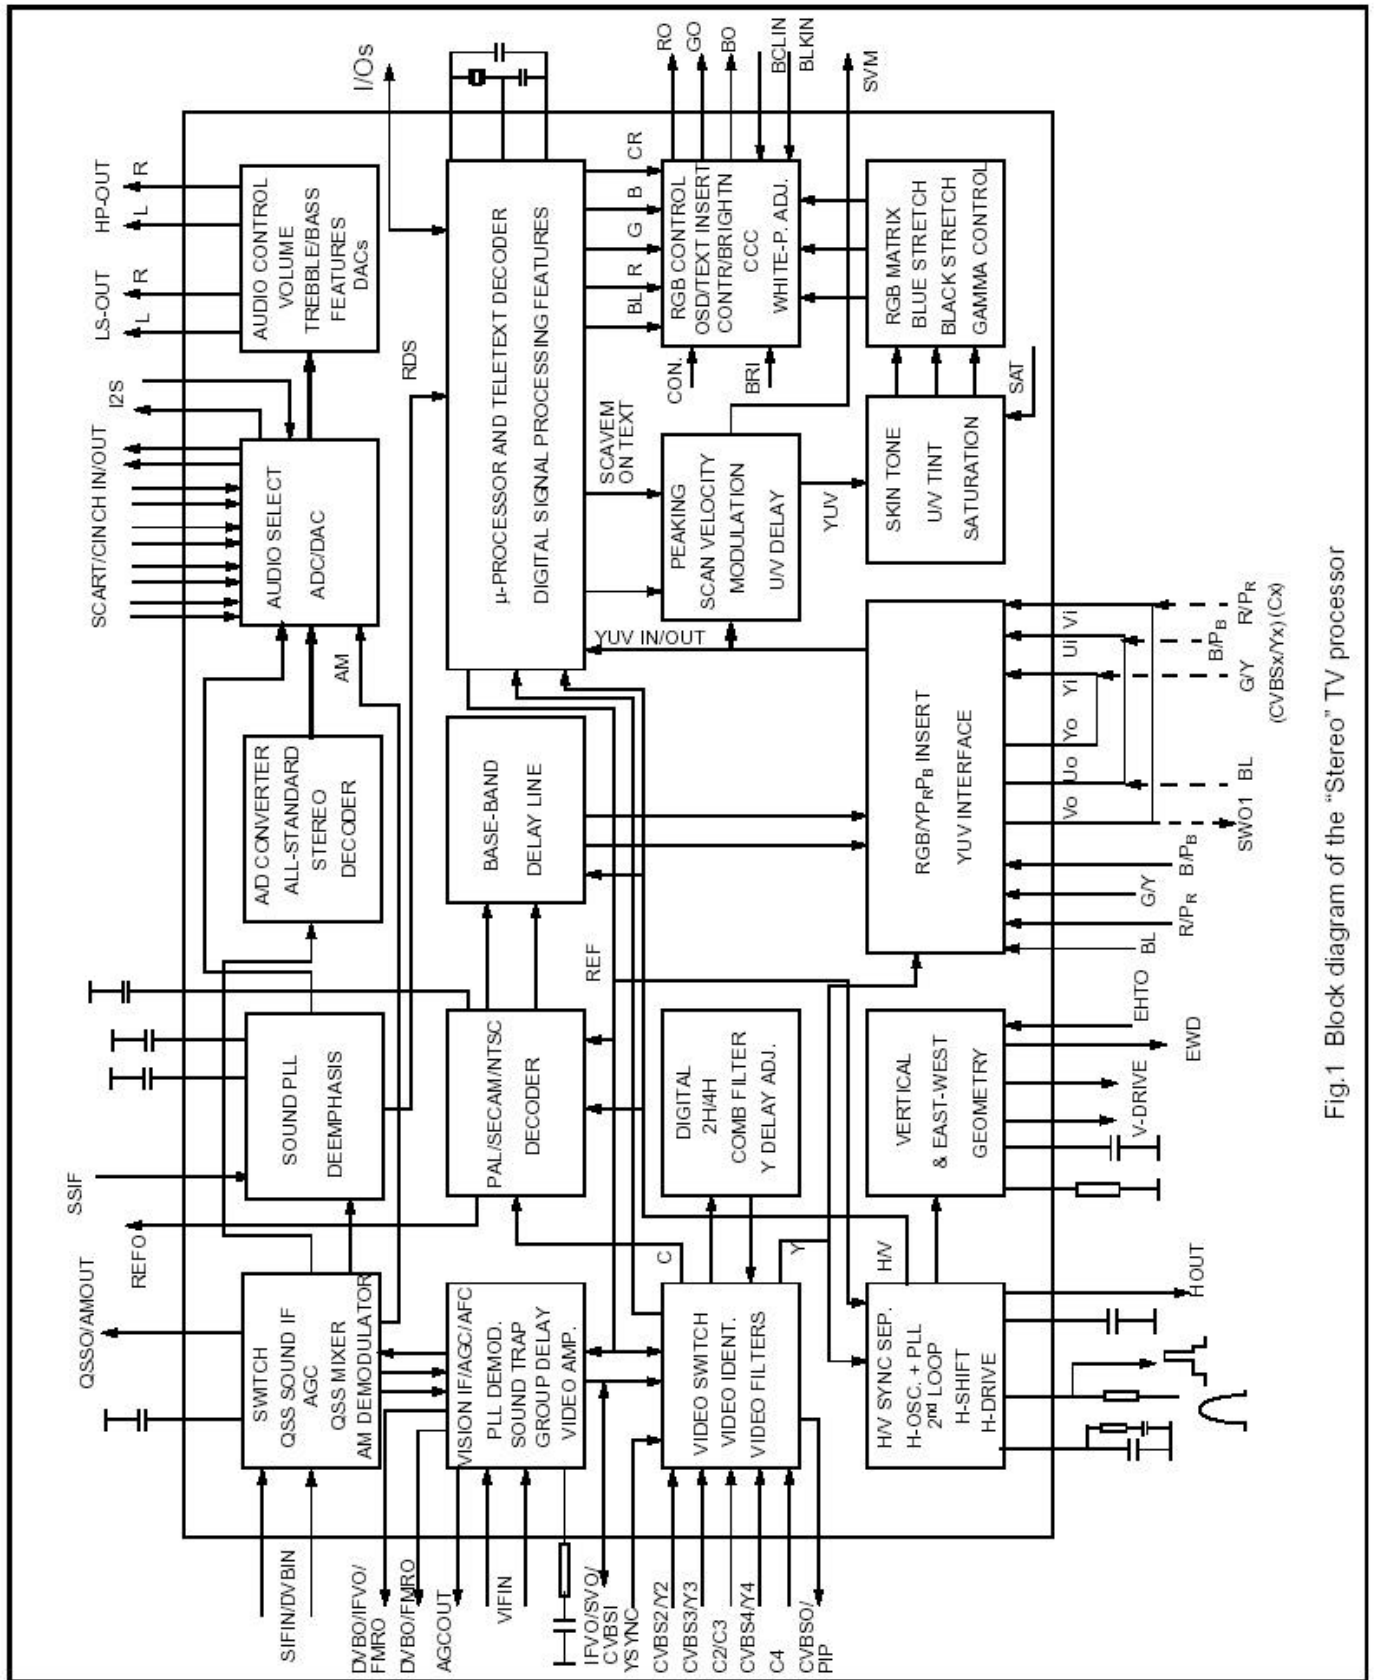 QSSO/AMOUT
REFO
SSIF
SCART/CINCH IN/OUT
I2S
LS-OUT
HP-OUT
L
R
L
R
I/Os
SWITCH
QSS SOUND IF
AGC
QSS MIXER
AM DEMODULATOR
SOUND PLL
DEEMPHASIS
A/D CONVERTER
ALL-STANDARD
STEREO
DECODER
AM
AUDIO SELECT
ADC/DAC
AUDIO CONTROL
VOLUME
TREBBLE/BASS
FEATURES
DACs
RDS
SIFIN/DVBIN
DVBO/IFVO/
FMRO
DVBO/FMRO
AGCOUT
VIFIN
VISION IF/AGC/AFC
PLL DEMOD.
SOUND TRAP
GROUP DELAY
VIDEO AMP.
PAL/SECAM/NTSC
DECODER
BASE-BAND
DELAY LINE
REF
µ-PROCESSOR AND TELETEXT DECODER
DIGITAL SIGNAL PROCESSING FEATURES
YUV IN/OUT
SCAVEM
ON TEXT
BL
R
G
B
CR
RO
GO
BO
BCLIN
BLKIN
SVM
IFVO/SVO/
CVBSI
YSYNC
CVBS2/Y2
CVBS3/Y3
C2/C3
CVBS4/Y4
C4
CVBSO/
PIP
VIDEO SWITCH
VIDEO IDENT.
VIDEO FILTERS
C
Y
DIGITAL
2H/4H
COMB FILTER
Y DELAY ADJ.
PEAKING
SCAN VELOCITY
MODULATION
U/V DELAY
CON.
BRI
RGB CONTROL
OSD/TEXT INSERT
CONTR/BRIGHTN
CCC
WHITE-P. ADJ.
YUV
H/V
H/V SYNC SEP.
H-OSC. + PLL
2nd LOOP
H-SHIFT
H-DRIVE
VERTICAL
& EAST-WEST
GEOMETRY
RGB/YPRPB INSERT
YUV INTERFACE
SKIN TONE
U/V TINT
SATURATION
SAT
RGB MATRIX
BLUE STRETCH
BLACK STRETCH
GAMMA CONTROL
HOUT
V-DRIVE
EWD
EHTO
BL
R/PR
G/Y
B/PB
Vo
Uo
Yo
Yi
Ui
Vi
SWO1
BL
G/Y
B/PB
R/PR
(CVBSx/Yx)
(Cx)
Fig.1 Block diagram of the “Stereo” TV processor